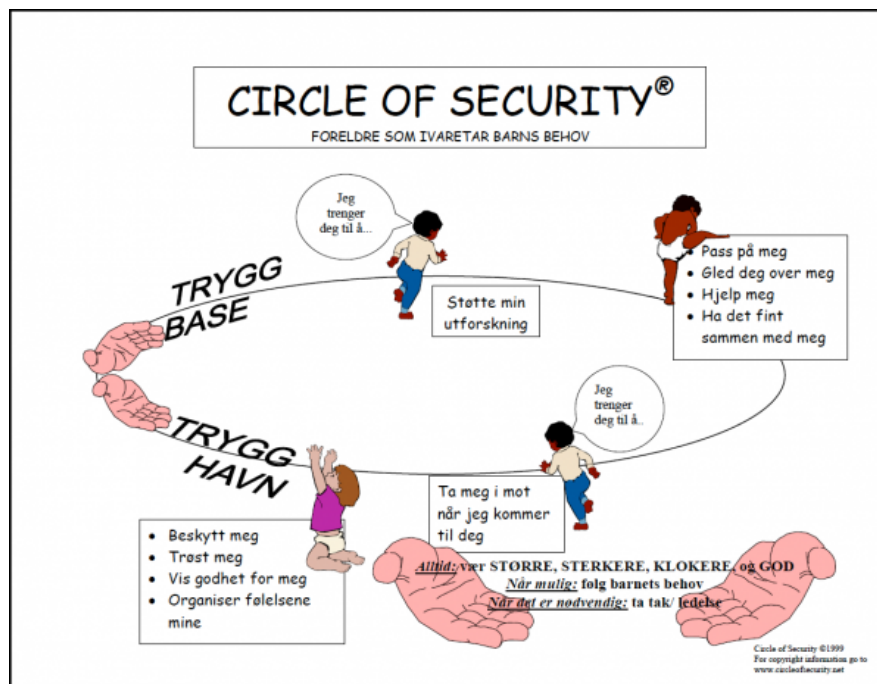 CIRCLE OF SECURITY®
FORELDRE SOM IVARETAR BARNS BEHOV
Jeg
trenger
deg til å...
TRYGG
BASE
Støtte min
utforskning
• Pass på meg
• Gled deg over meg
• Hjelp meg
• Ha det fint
sammen med meg
Jeg
trenger
deg til å..
TRYGG
HAVN
Ta meg i mot
når jeg kommer
til deg
• Beskytt meg
• Trøst meg
• Vis godhet for meg
• Organiser følelsene
mine
Alltid: vær STØRRE, STERKERE, KLOKERE, og GOD
Når mulig: følg barnets behov
Når det er nødvendig: ta tak/ ledelse
Circle of Security ©1999
For copyright information go to
www.circleofsecurity.net